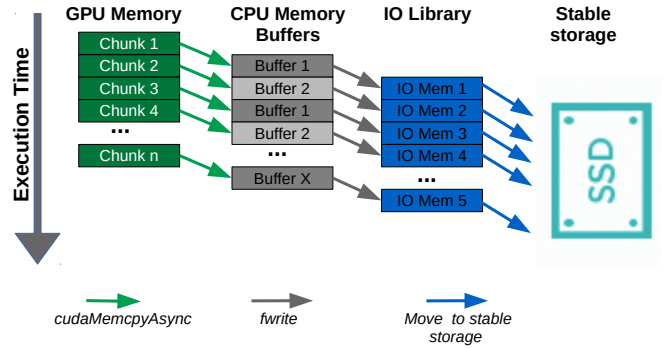 GPU Memory
CPU Memory
Buffers
IO Library
Stable
storage
Execution Time
Chunk 1
Chunk 2
Chunk 3
Chunk 4
...
Chunk n
Buffer 1
Buffer 2
Buffer 1
Buffer 2
...
Buffer X
IO Mem 1
IO Mem 2
IO Mem 3
IO Mem 4
...
IO Mem 5
SSD
cudaMemcpyAsync
fwrite
Move to stable
storage